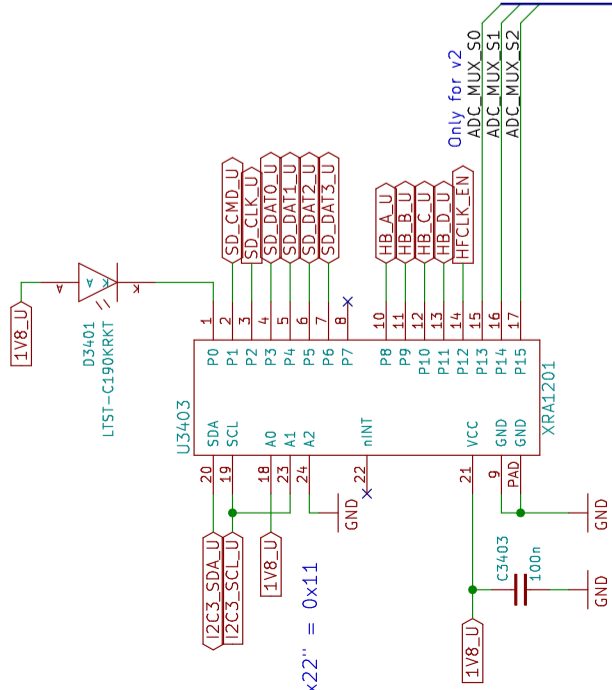 1V8_U
D3401
LTST-C190KRKT
A
A
K
K
SD_CMD_U
SD_CLK_U
SD_DAT0_U
SD_DAT1_U
SD_DAT2_U
SD_DAT3_U
HB_A_U
HB_B_U
HB_C_U
HB_D_U
HFCLK_EN
Only for v2
ADC_MUX_S0
ADC_MUX_S1
ADC_MUX_S2
1
2
3
4
5
6
7
8
10
11
12
13
14
15
16
17
P0
P1
P2
P3
P4
P5
P6
P7
P8
P9
P10
P11
P12
P13
P14
P15
U3403
XRA1201
SDA
SCL
A0
A1
A2
nINT
VCC
GND
GND
20
19
18
23
24
22
21
9
PAD
I2C3_SDA_U
I2C3_SCL_U
1V8_U
GND
x22" = 0x11
1V8_U
C3403
100n
GND
GND